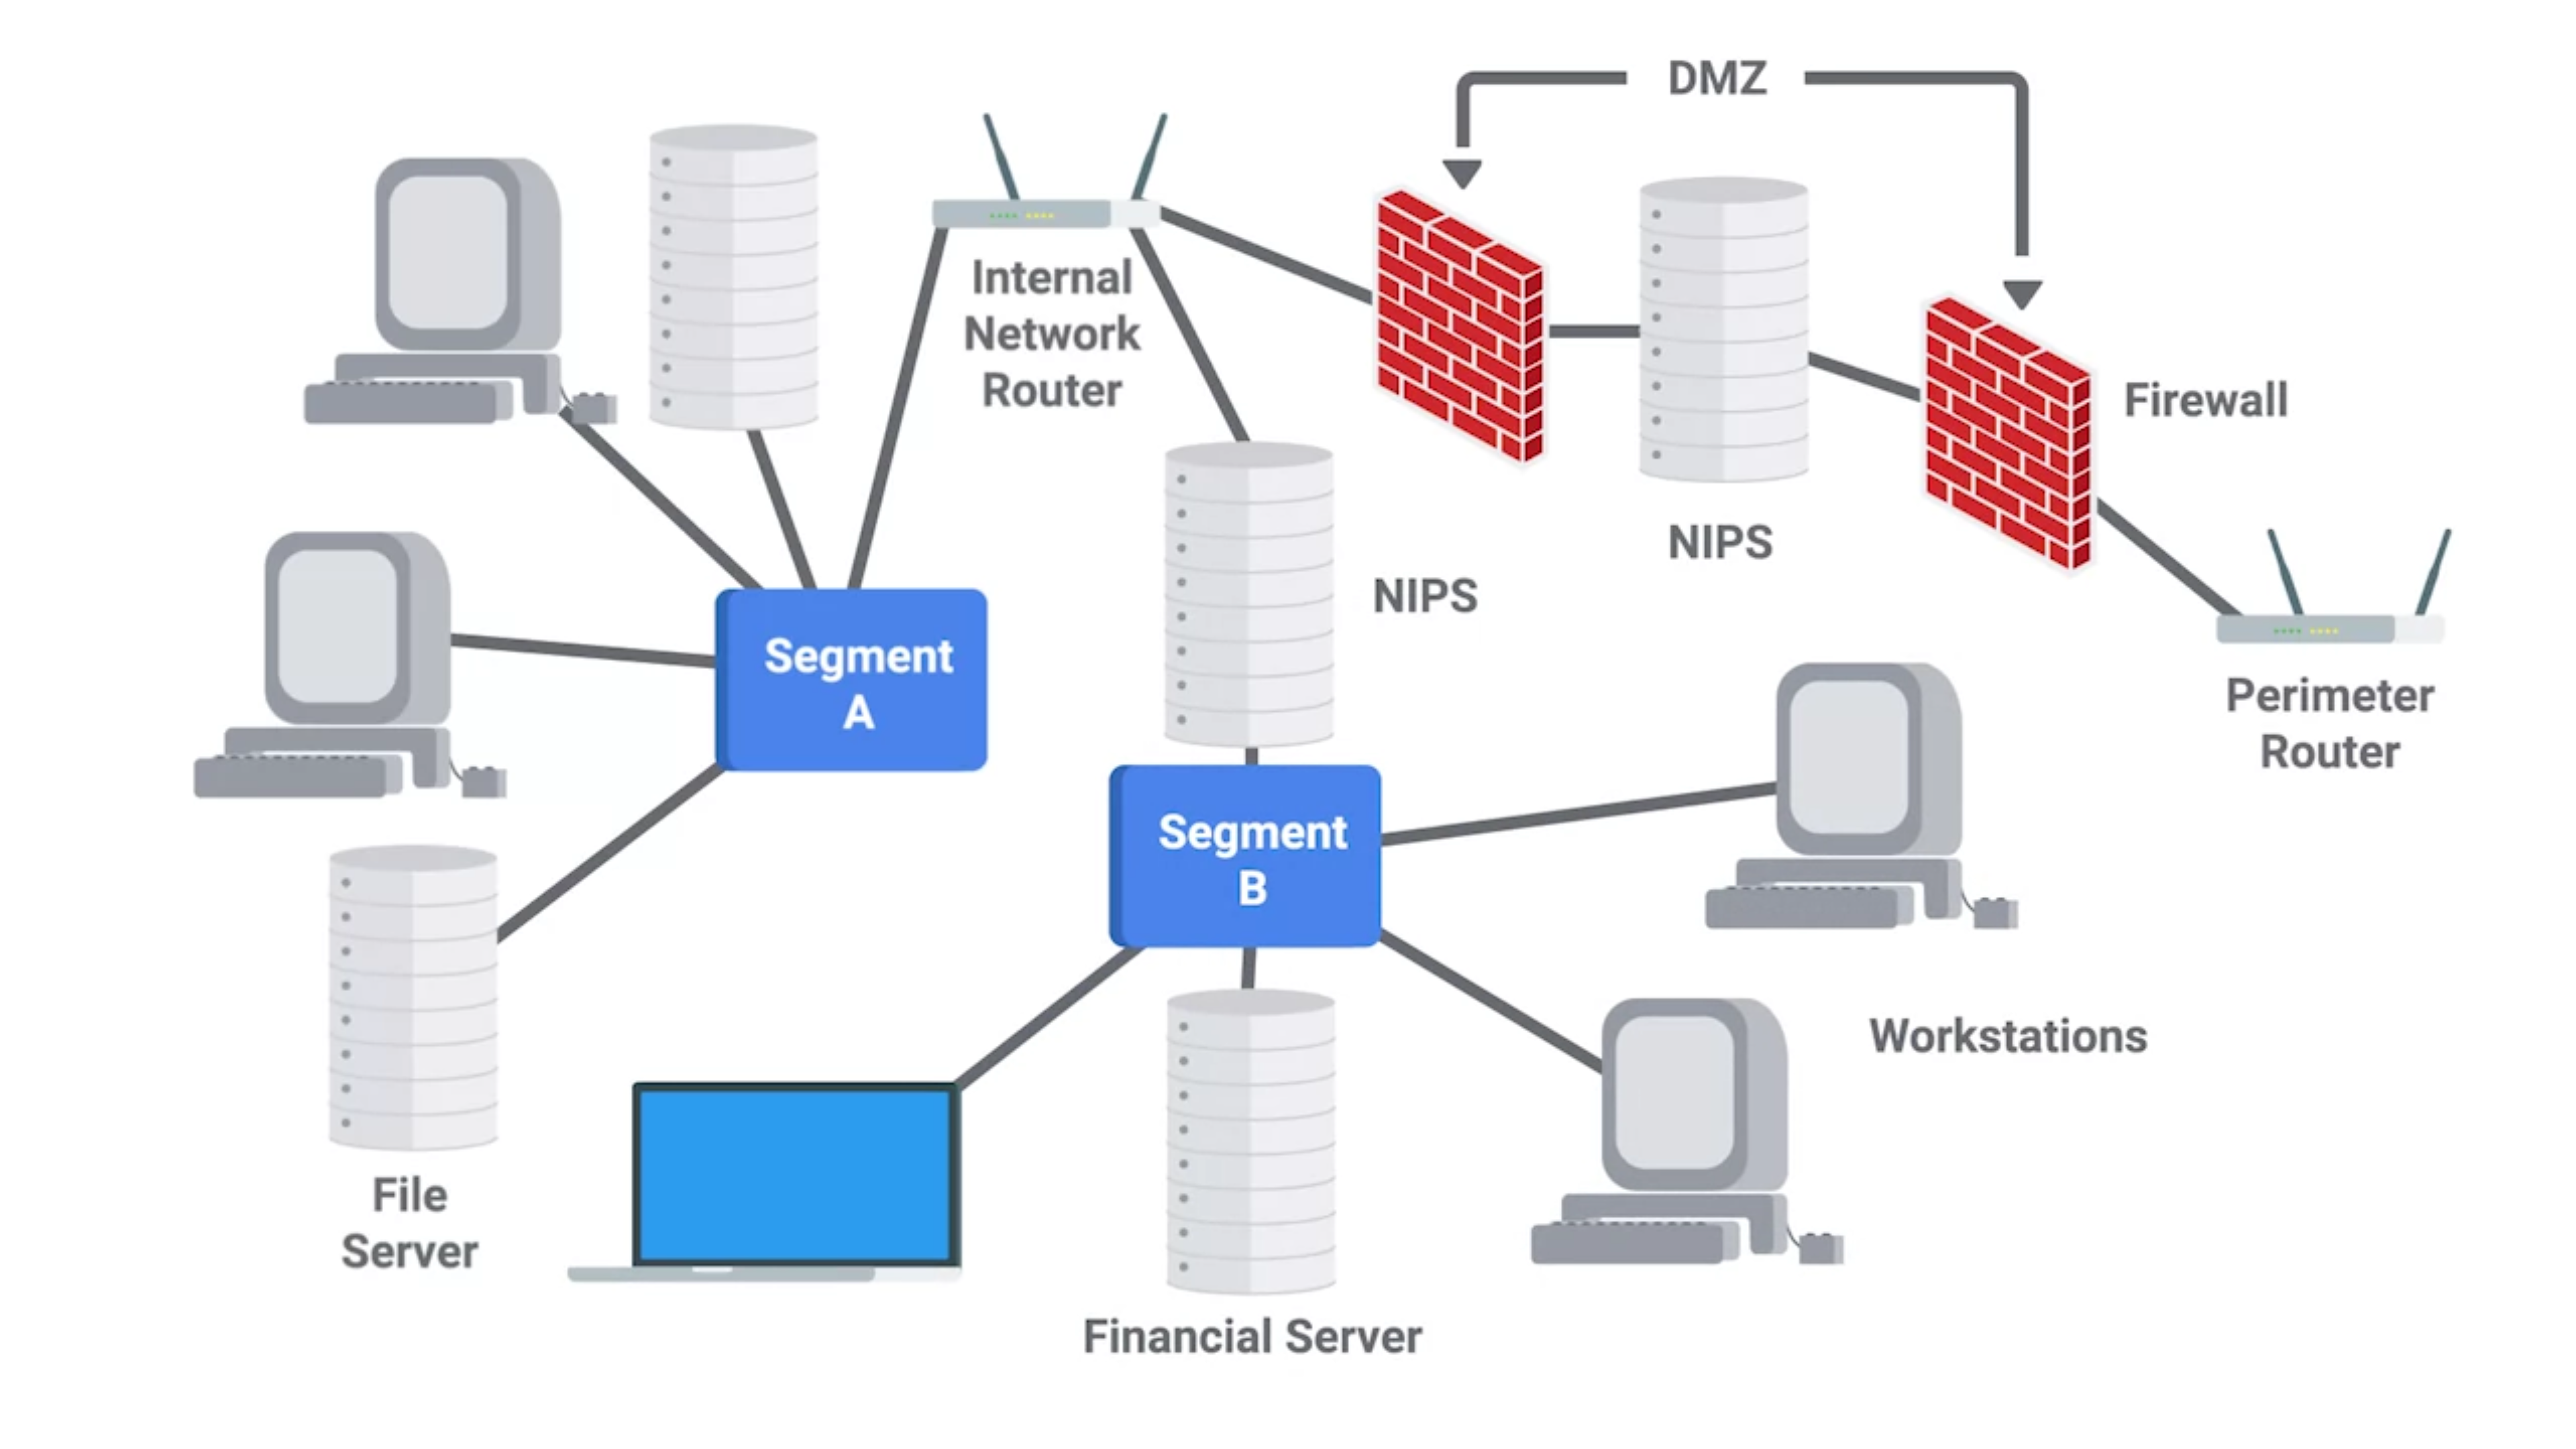 DMZ
Internal
Network
Router
Firewall
NIPS
NIPS
Segment
A
Perimeter
Router
Segment
B
Workstations
File
Server
Financial Server